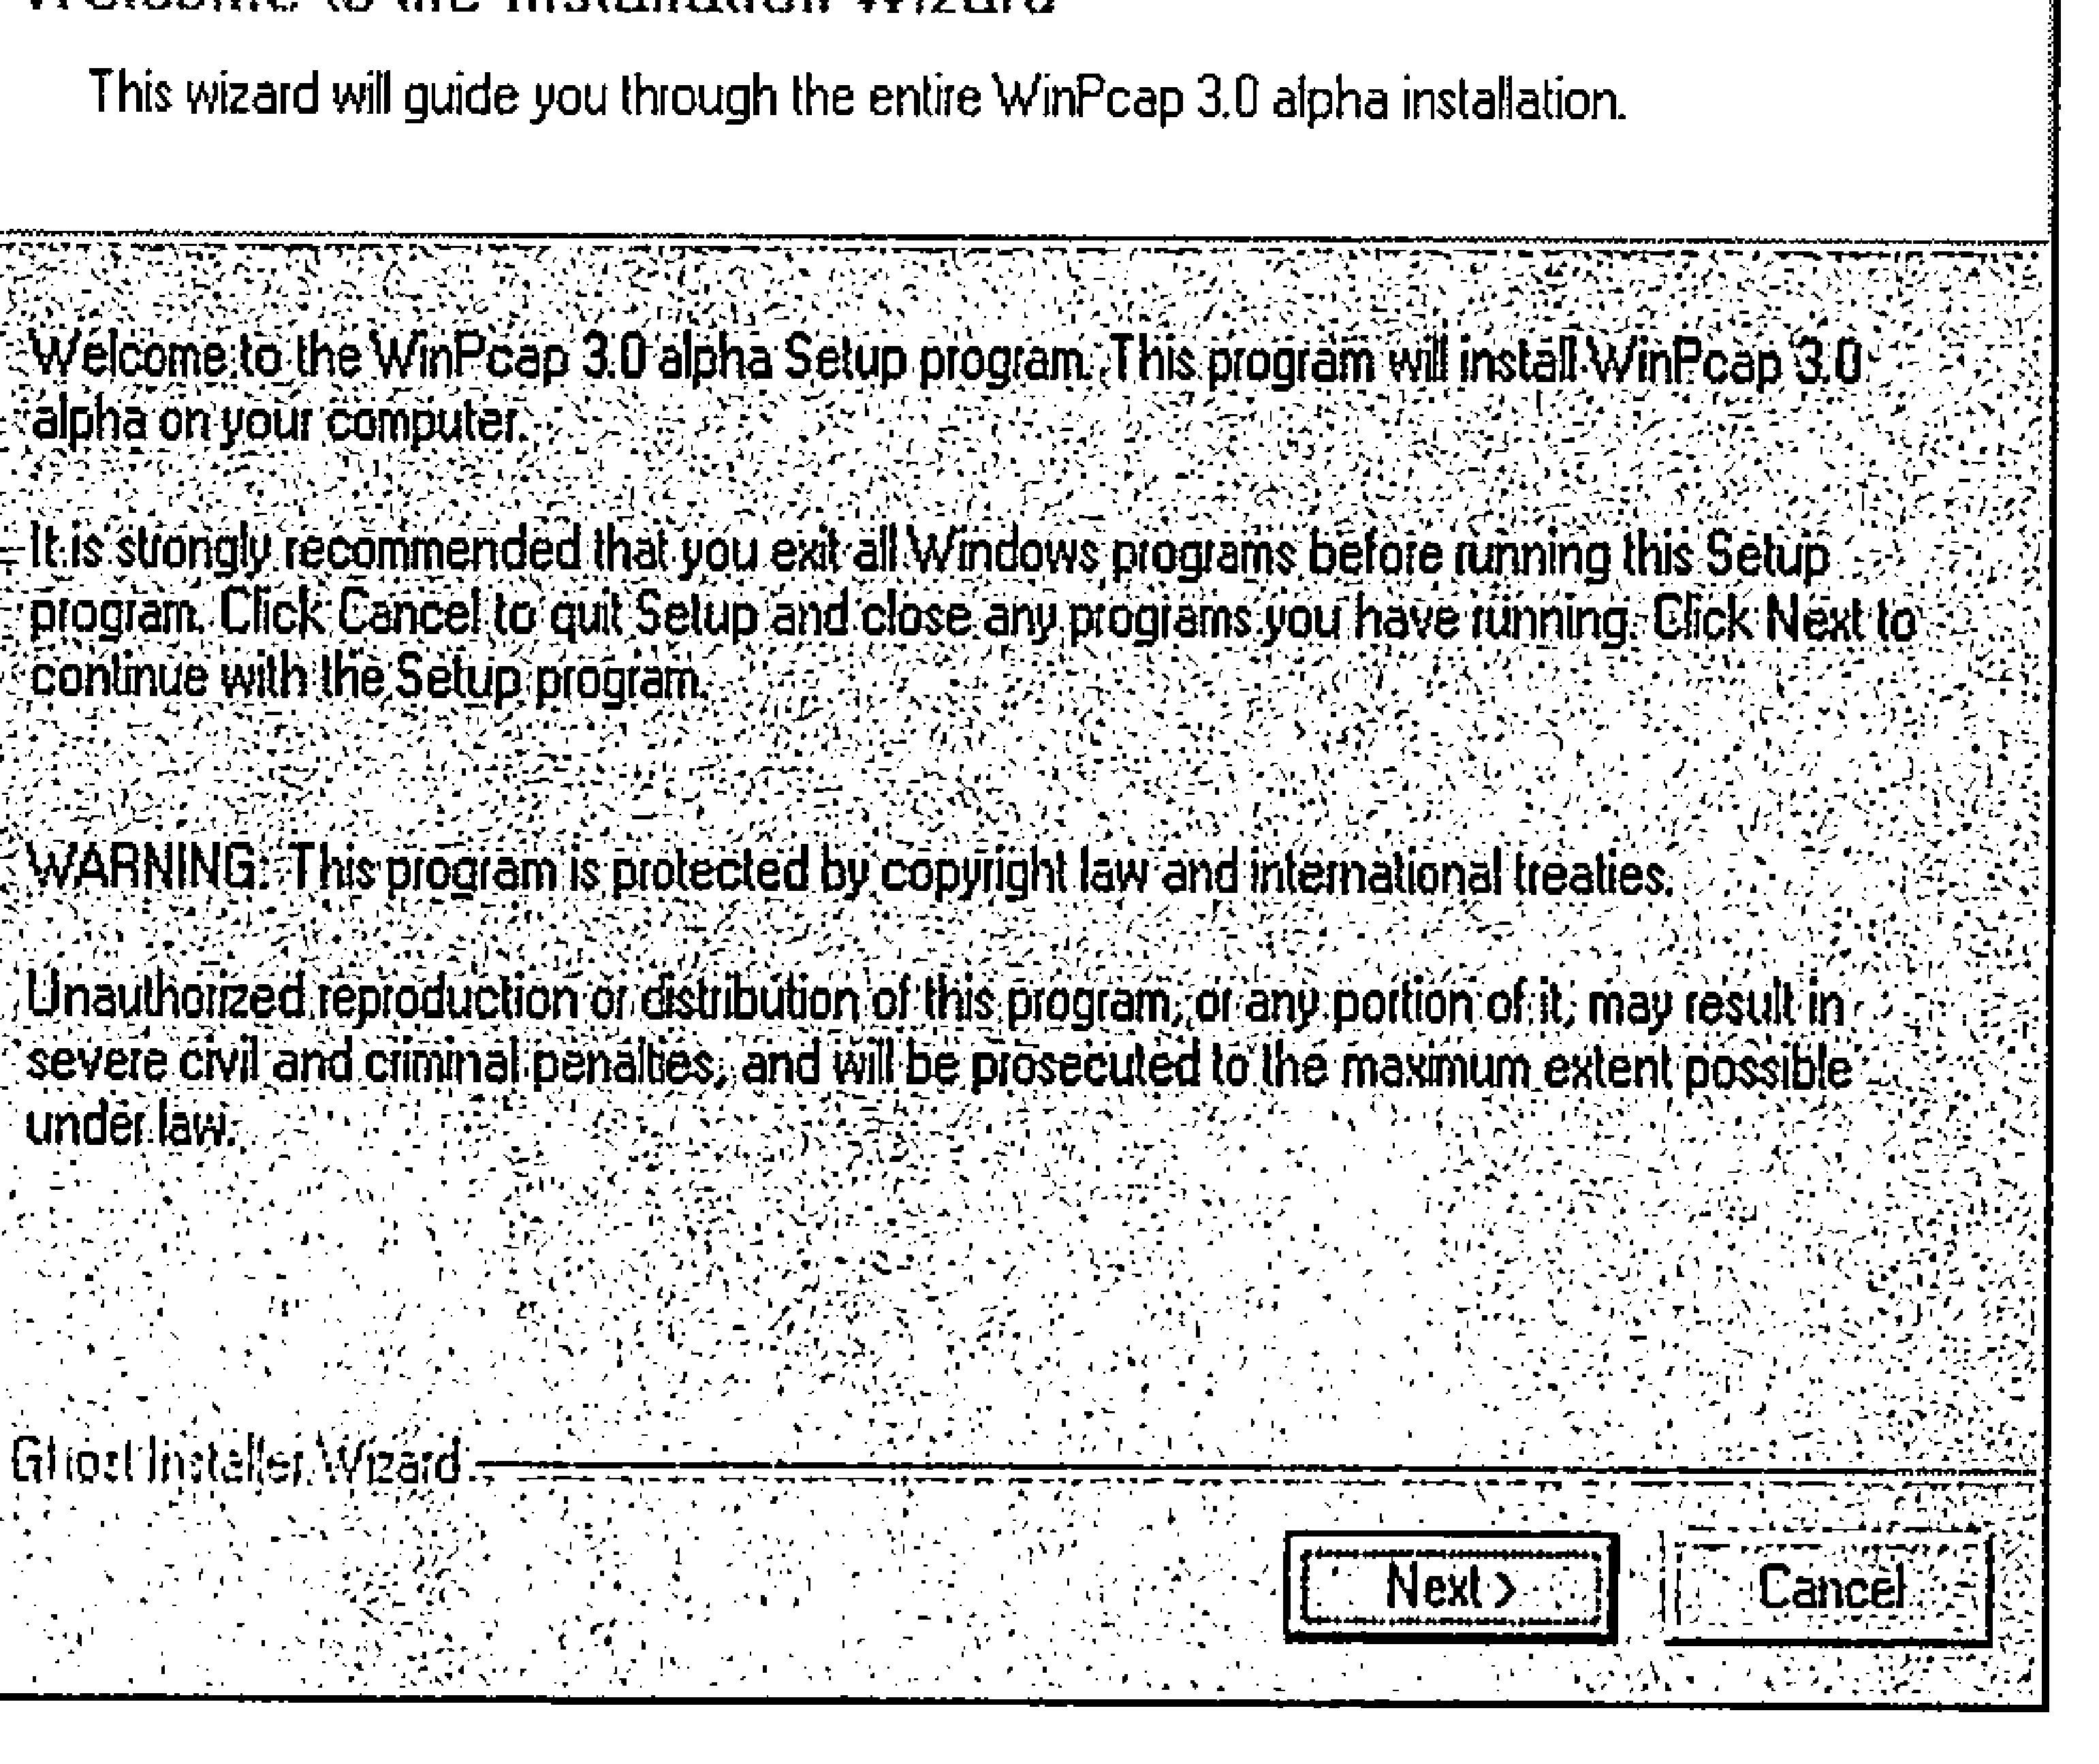 Welcome to the Installation Wizard
This wizard will guide you through the entire WinPcap 3.0 alpha installation.
Welcome to the WinPcap 3.0 alpha Setup program. This program will install WinPcap 3.0
alpha on your computer.
It is strongly recommended that you exit all Windows programs before running this Setup
program. Click Cancel to quit Setup and close any programs you have running. Click Next to
continue with the Setup program.
WARNING: This program is protected by copyright law and international treaties.
Unauthorized reproduction or distribution of this program, or any portion of it, may result in
severe civil and criminal penalties, and will be prosecuted to the maximum extent possible
under law.
Ghost Installer Wizard
Next >
Cancel